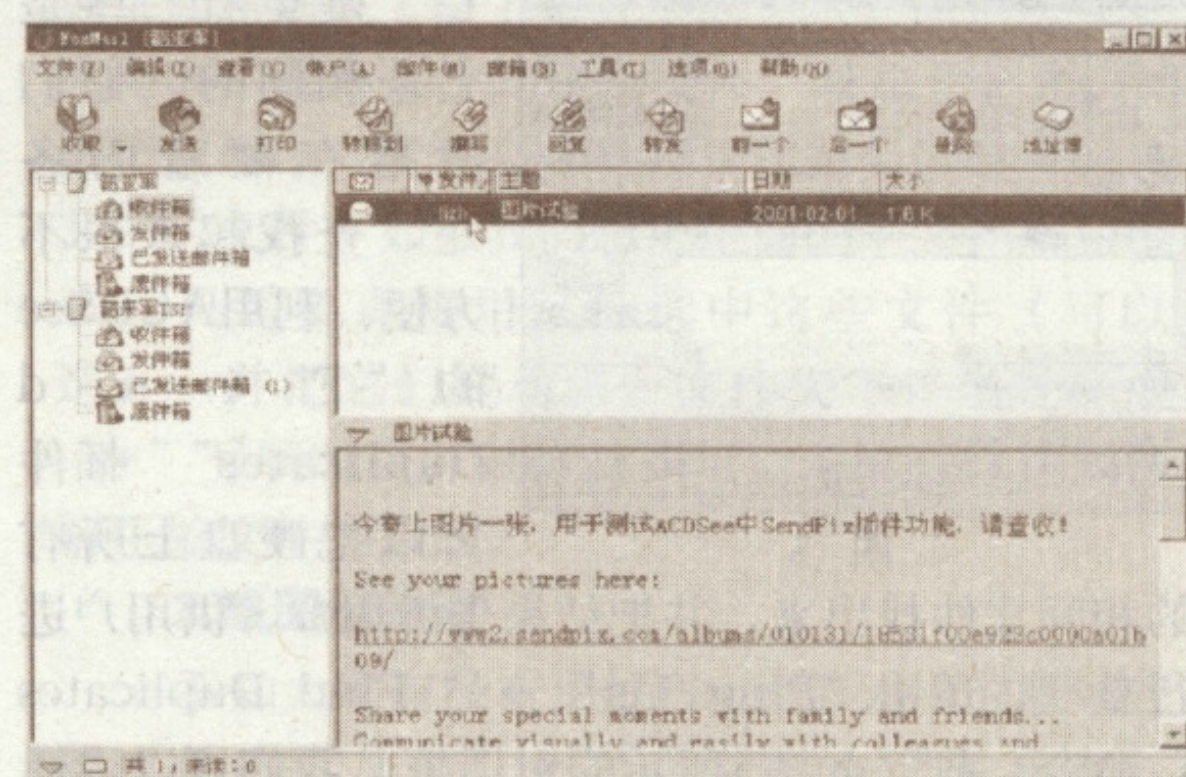 FoxMail
文件(F) 编辑(E) 查看(V) 帐户(A) 邮件(M) 邮箱(B) 工具(T) 选项(O) 帮助(H)
收取 发送 打印 转移到 撰写 回复 转发 前一个 后一个 删除 地址簿
发件人 主题 日期 大小
图片试验 2001-02-01 1.6 K
收件箱
发件箱
已发送邮件箱
废件箱
收件箱
发件箱
已发送邮件箱 (1)
废件箱
图片试验
今寄上图片一张，用于测试ACDSee中SendPix插件功能，请查收！
See your pictures here:
http://www2.sendpix.com/albums/010131/18531f00e923c0000a01b
09/
Share your special moments with family and friends...
Communicate visually and easily with colleagues and
共 1，未读：0